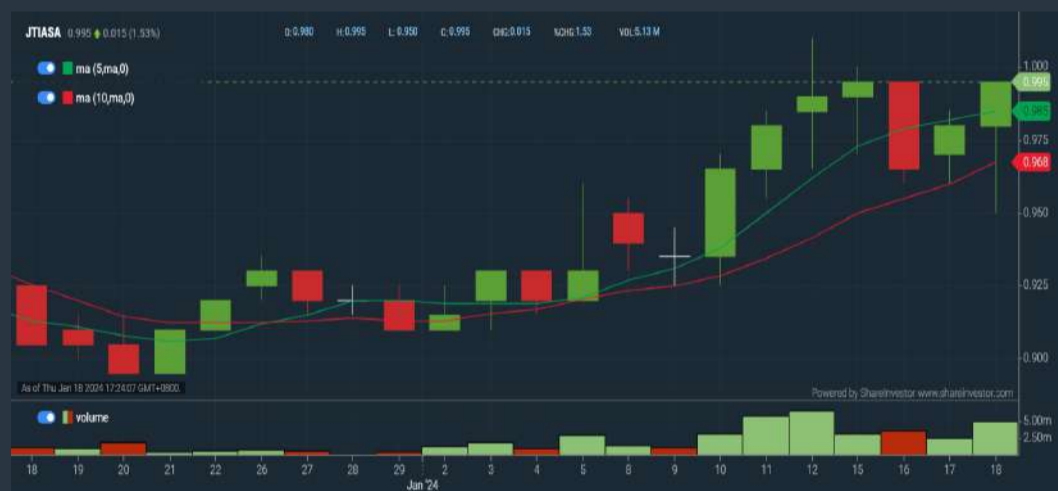 JTIASA 0.995 0.015 (1.53%) O:0.980 H:0.995 L:0.950 C:0.995 CHG:0.015 %CHG:1.53 VOL:5.13 M
ma (5,ma,0)
ma (10,ma,0)
1.000
0.995
0.985
0.975
0.968
0.950
0.925
0.900
As of Thu Jan 18 2024 17:24:07 GMT+0800.
Powered by ShareInvestor www.shareinvestor.com
volume
5.00m
2.50m
18 19 20 21 22 26 27 28 29 2 3 4 5 8 9 10 11 12 15 16 17 18
Jan '24